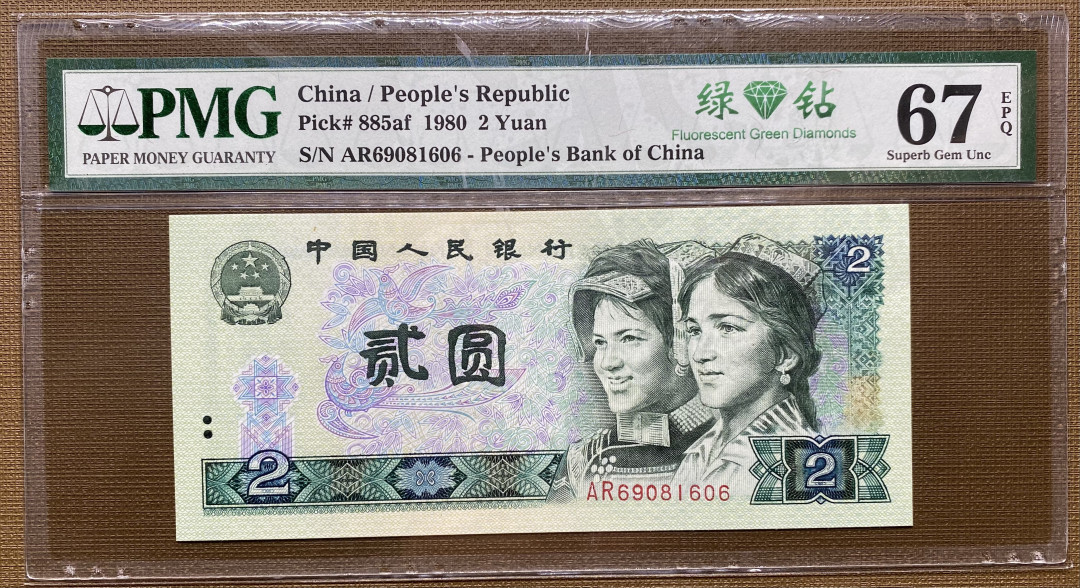 PMG
PAPER MONEY GUARANTY
China / People's Republic
Pick# 885af 1980 2 Yuan
S/N AR69081606 - People's Bank of China
绿钻
Fluorescent Green Diamonds
67
EPQ
Superb Gem Unc
中国人民银行
2
贰圆
2
2
AR69081606